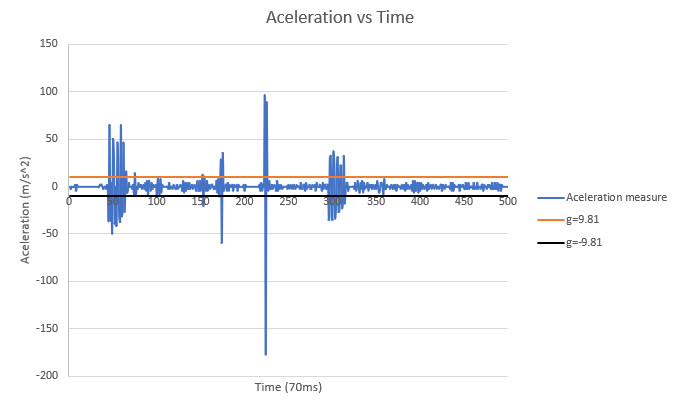 Aceleration vs Time
150
100
50
0
-50
-100
-150
-200
0 50 100 150 200 250 300 350 400 450 500
Aceleration (m/s^2)
Time (70ms)
Aceleration measure
g=9.81
g=-9.81